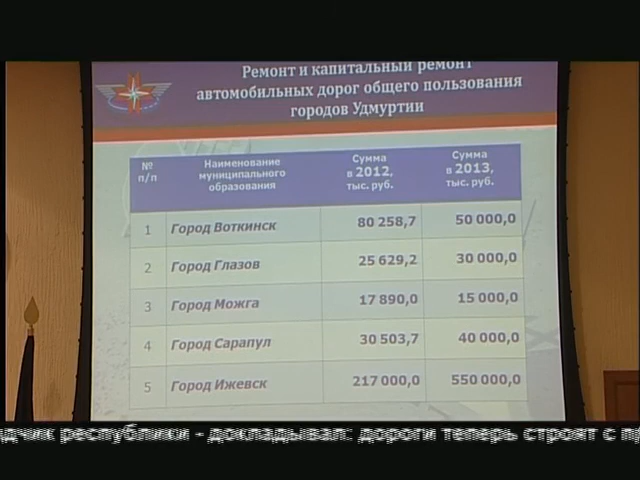 Ремонт и капитальный ремонт
автомобильных дорог общего пользования
городов Удмуртии
№ п/п Наименование муниципального образования Сумма в 2012, тыс. руб. Сумма в 2013, тыс. руб.
1 Город Воткинск 80 258,7 50 000,0
2 Город Глазов 25 629,2 30 000,0
3 Город Можга 17 890,0 15 000,0
4 Город Сарапул 30 503,7 40 000,0
5 Город Ижевск 217 000,0 550 000,0
республики - докладывал: дороги теперь строят с